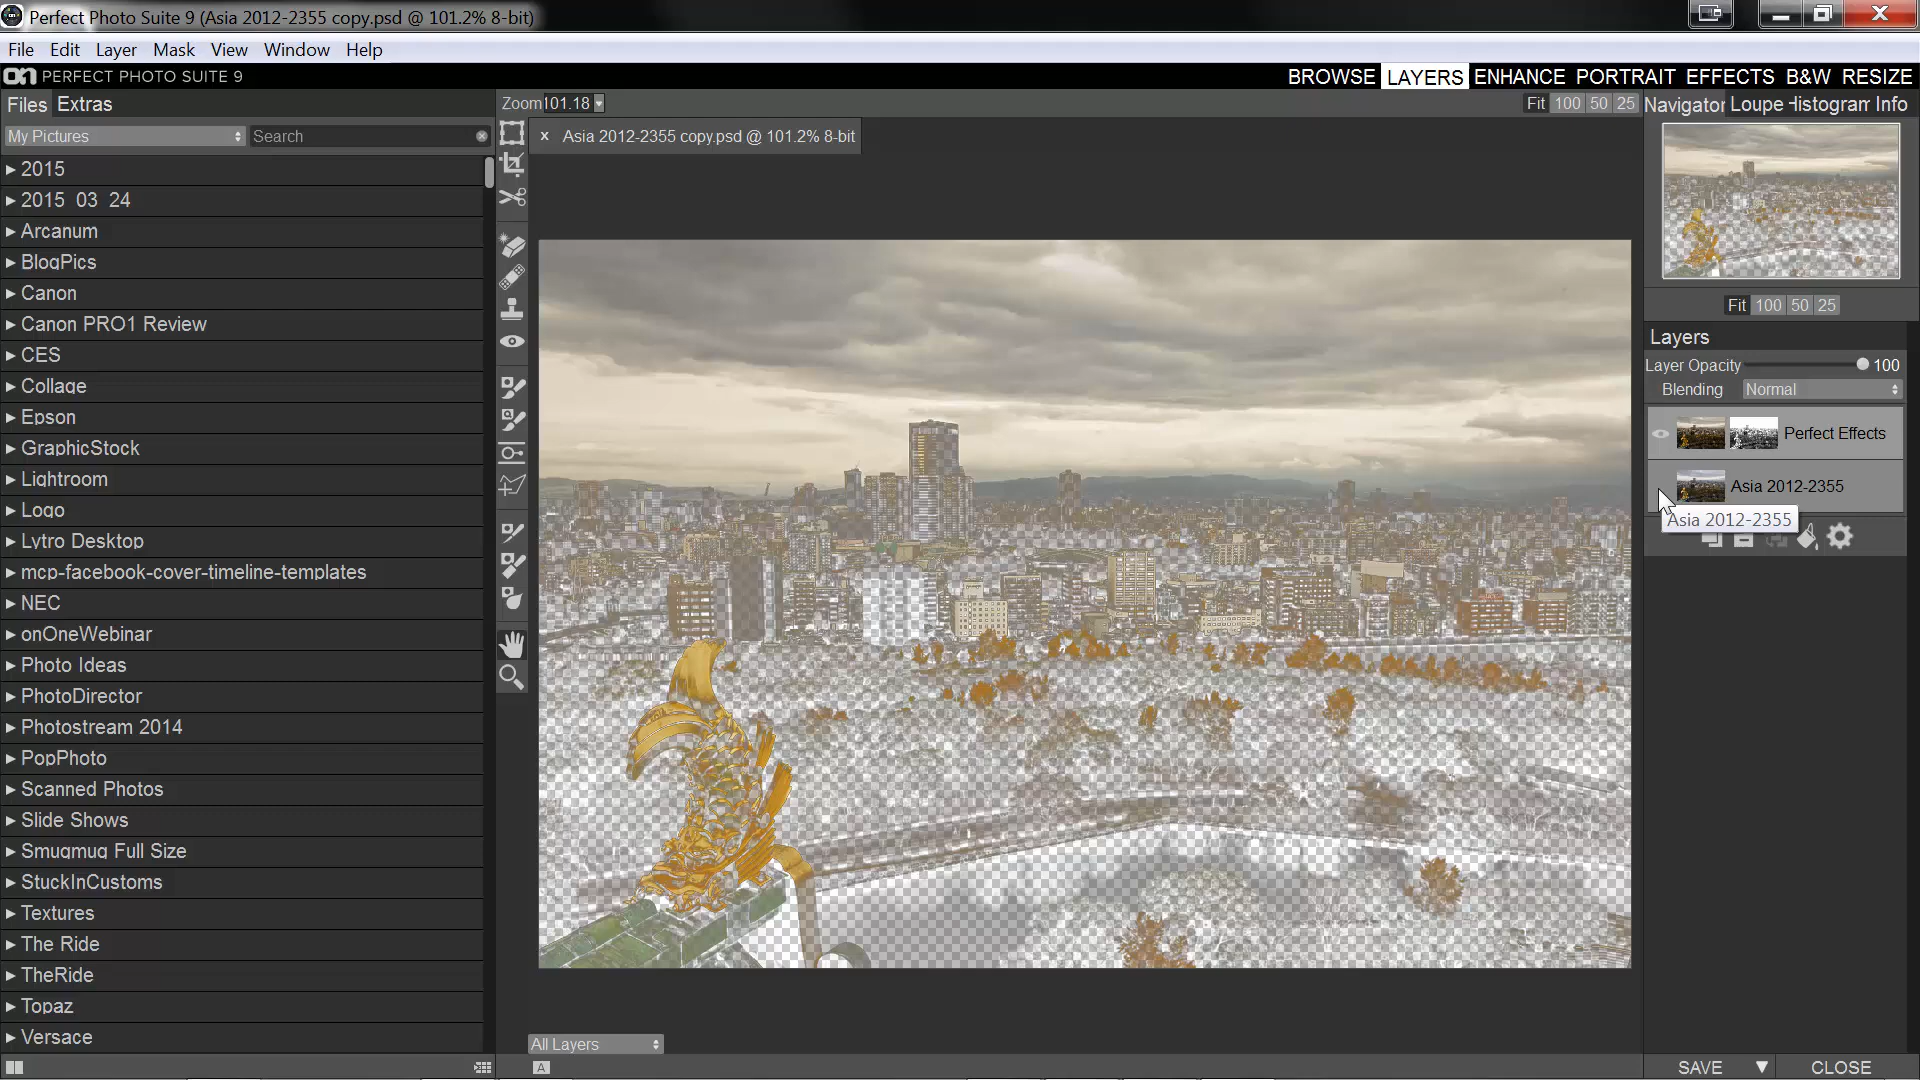 Perfect Photo Suite 9 (Asia 2012-2355 copy.psd @ 101.2% 8-bit)
File Edit Layer Mask View Window Help
on PERFECT PHOTO SUITE 9
BROWSE LAYERS ENHANCE PORTRAIT EFFECTS B&W RESIZE
Files Extras
Zoom 101.18
Fit 100 50 25
Navigator Loupe Histogram Info
My Pictures
Search
x Asia 2012-2355 copy.psd @ 101.2% 8-bit
2015
2015 03 24
Arcanum
BlogPics
Canon
Canon PRO1 Review
CES
Collage
Epson
GraphicStock
Lightroom
Logo
Lytro Desktop
mcp-facebook-cover-timeline-templates
NEC
onOneWebinar
Photo Ideas
PhotoDirector
Photostream 2014
PopPhoto
Scanned Photos
Slide Shows
Smugmug Full Size
StuckInCustoms
Textures
The Ride
TheRide
Topaz
Versace
Fit 100 50 25
Layers
Layer Opacity 100
Blending Normal
Perfect Effects
Asia 2012-2355
Asia 2012-2355
All Layers
A
SAVE CLOSE